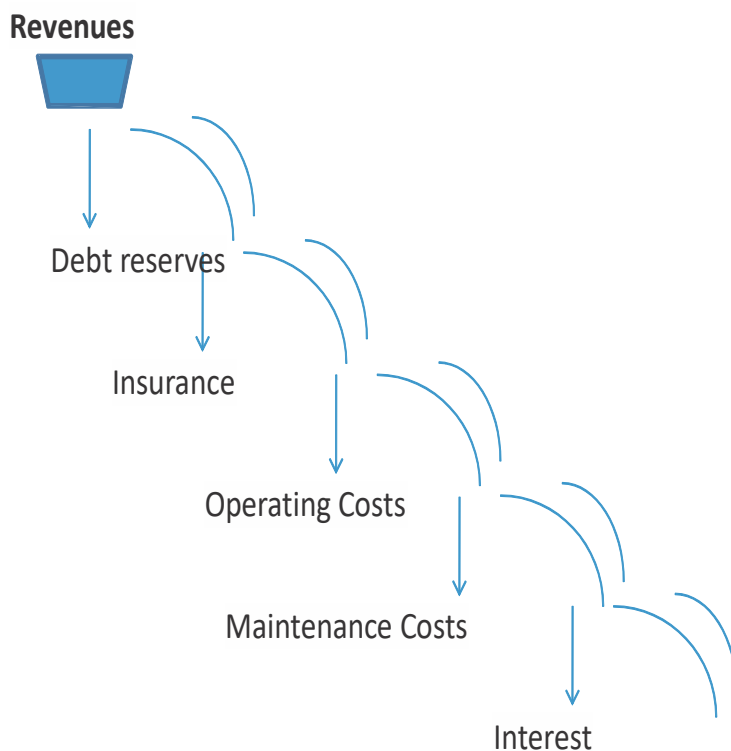 Revenues
Debt reserves
Insurance
Operating Costs
Maintenance Costs
Interest